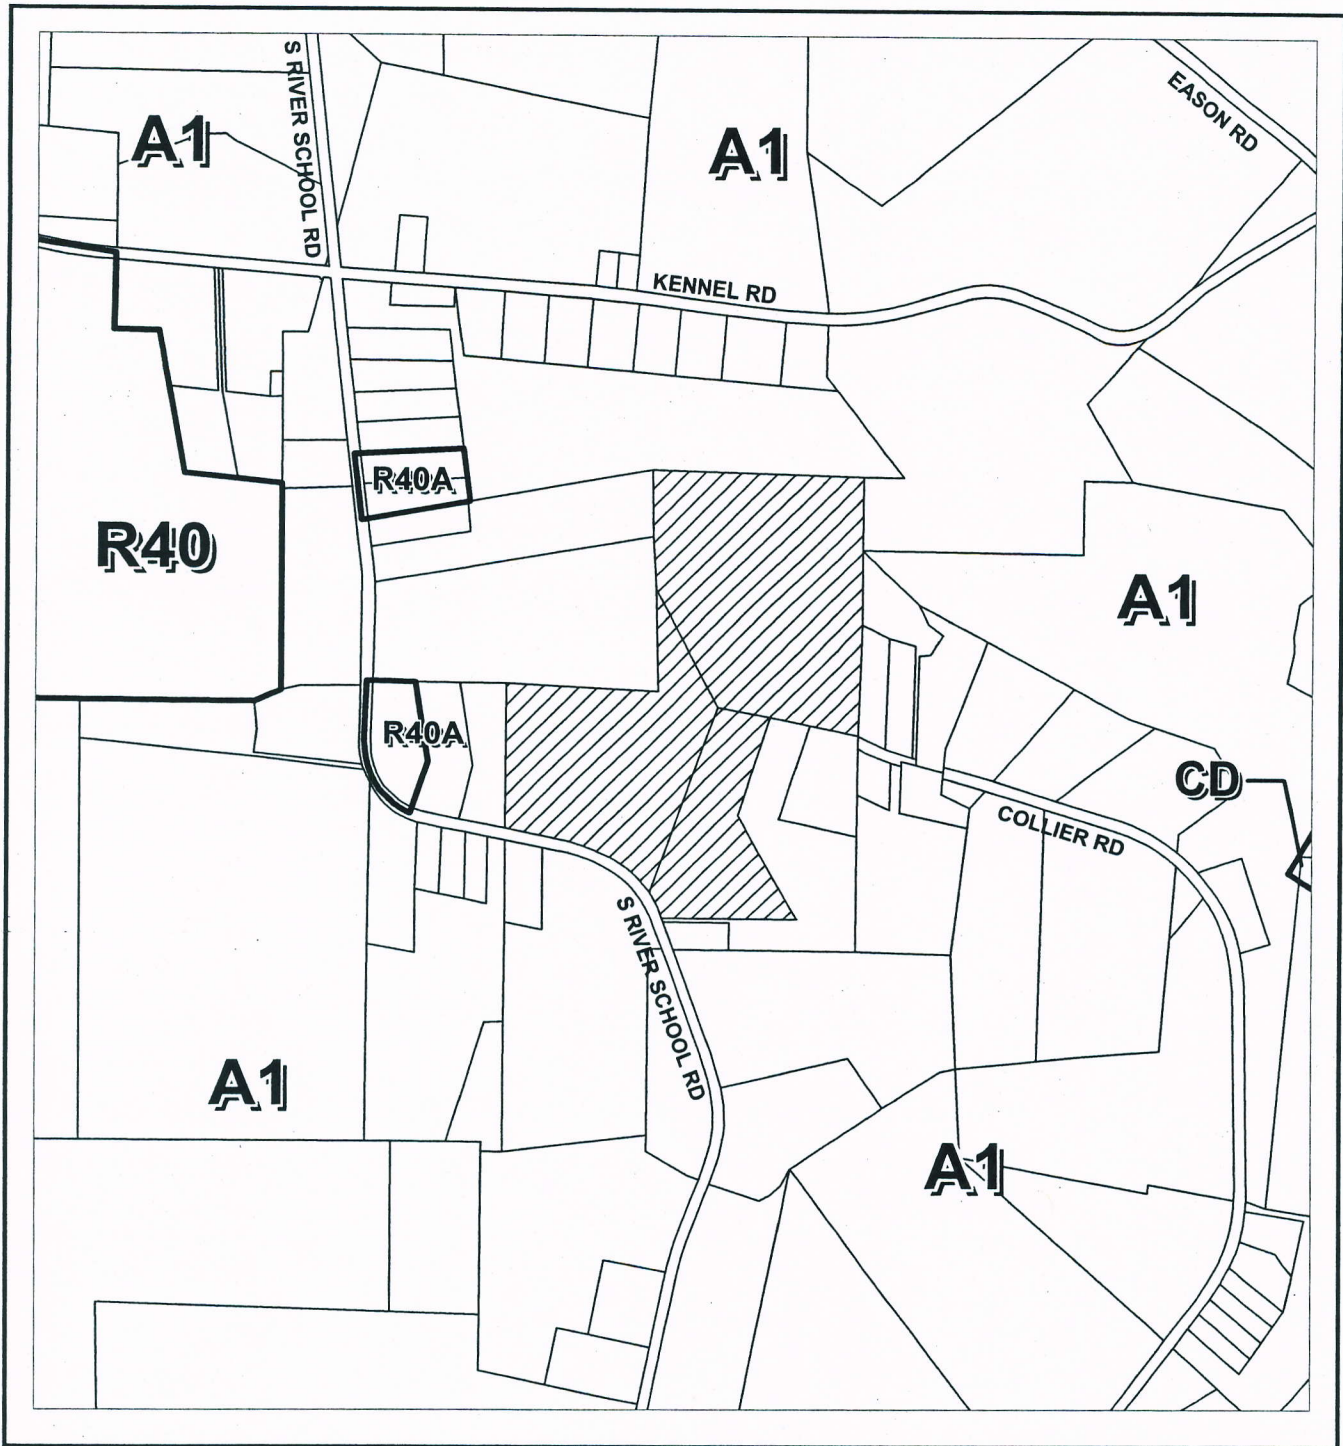 S RIVER SCHOOL RD
EASON RD
A1
A1
KENNEL RD
R40A
R40
A1
R40A
CD
COLLIER RD
S RIVER SCHOOL RD
A1
A1